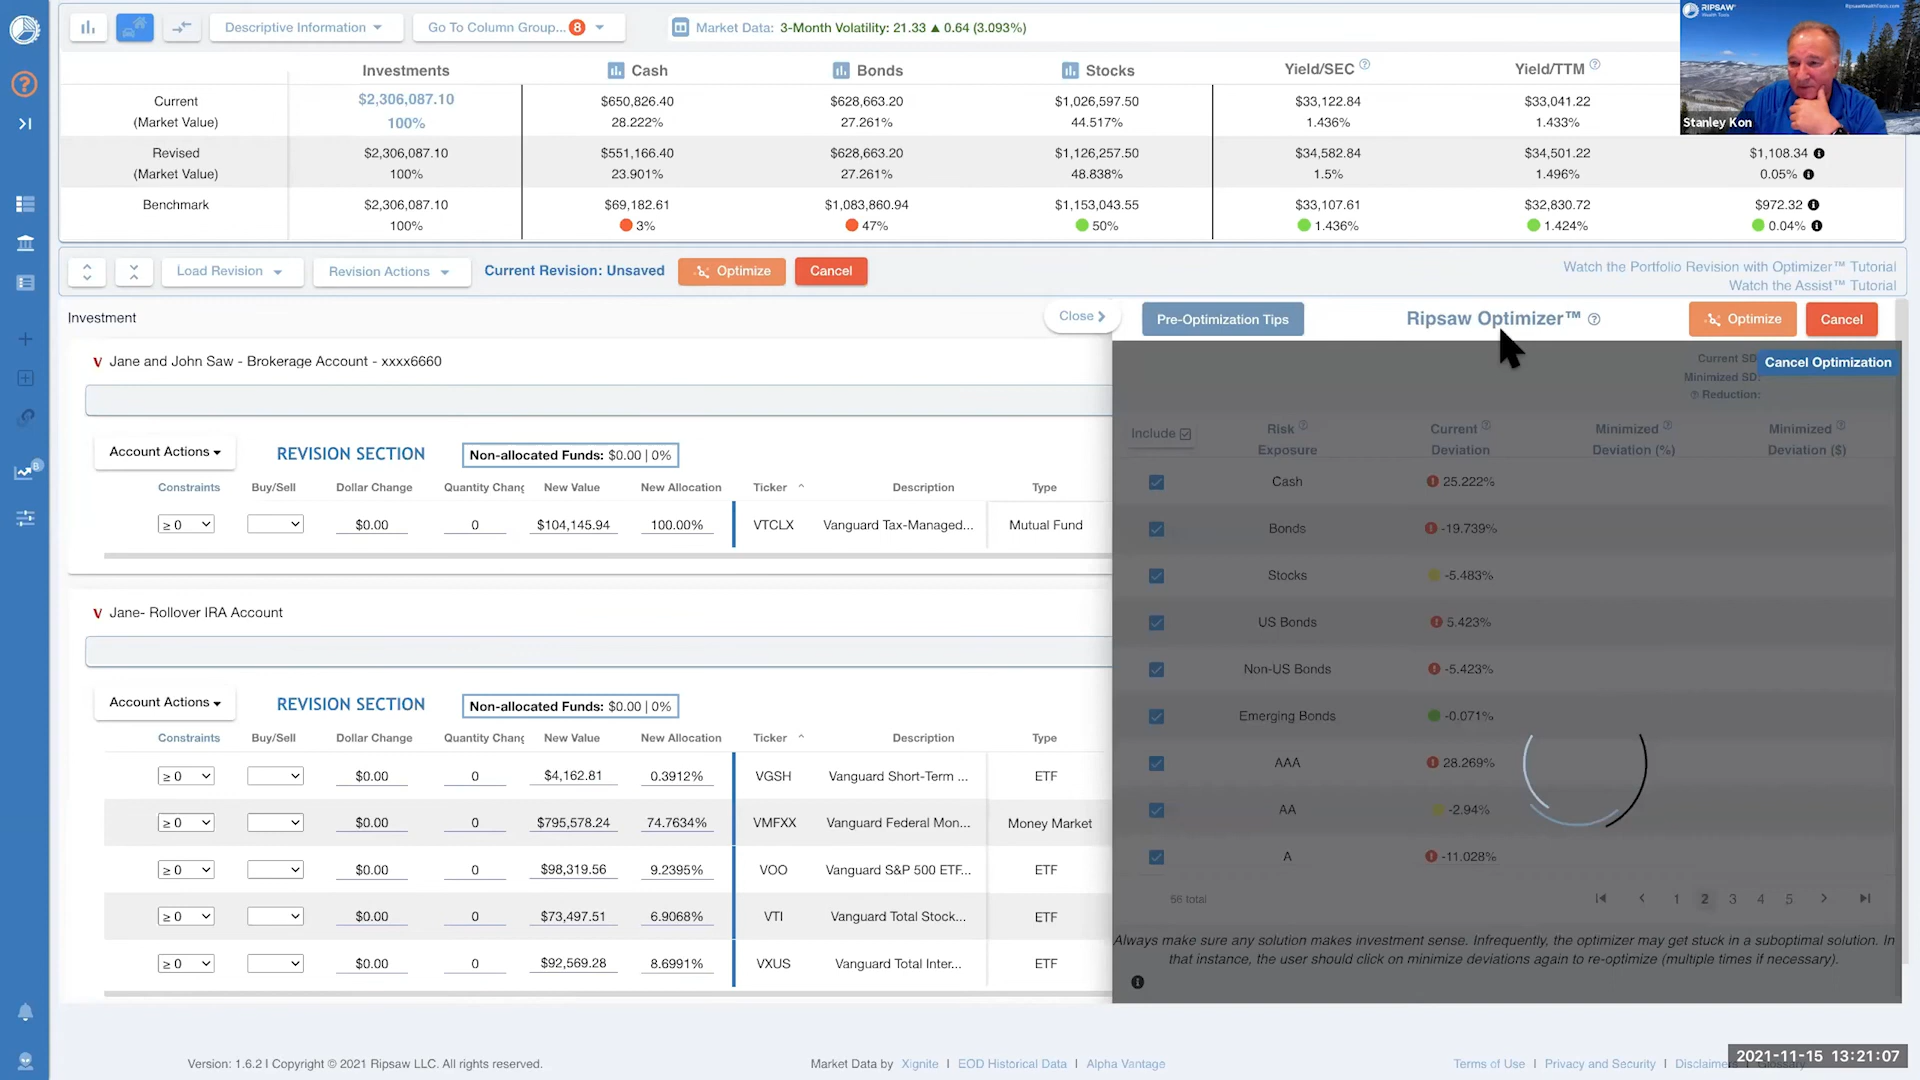 Descriptive Information
Go To Column Group... 8
Market Data: 3-Month Volatility: 21.33 ▲ 0.64 (3.093%)
RIPSAW
Wealth Tools
RipsawWealthTools.com
Stanley Kon
Investments Cash Bonds Stocks Yield/SEC Yield/TTM
Current $2,306,087.10 $650,826.40 $628,663.20 $1,026,597.50 $33,122.84 $33,041.22
(Market Value) 100% 28.222% 27.261% 44.517% 1.436% 1.433%
Revised $2,306,087.10 $551,166.40 $628,663.20 $1,126,257.50 $34,582.84 $34,501.22 $1,108.34
(Market Value) 100% 23.901% 27.261% 48.838% 1.5% 1.496% 0.05%
Benchmark $2,306,087.10 $69,182.61 $1,083,860.94 $1,153,043.55 $33,107.61 $32,830.72 $972.32
100% 3% 47% 50% 1.436% 1.424% 0.04%
Load Revision Revision Actions Current Revision: Unsaved Optimize Cancel
Watch the Portfolio Revision with Optimizer™ Tutorial
Watch the Assist™ Tutorial
Investment
Close
Pre-Optimization Tips Ripsaw Optimizer™ Optimize Cancel
V Jane and John Saw - Brokerage Account - xxxx6660
Account Actions REVISION SECTION Non-allocated Funds: $0.00 | 0%
Constraints Buy/Sell Dollar Change Quantity Chang New Value New Allocation Ticker Description Type
≥ 0 $0.00 0 $104,145.94 100.00% VTCLX Vanguard Tax-Managed... Mutual Fund
V Jane- Rollover IRA Account
Account Actions REVISION SECTION Non-allocated Funds: $0.00 | 0%
Constraints Buy/Sell Dollar Change Quantity Chang New Value New Allocation Ticker Description Type
≥ 0 $0.00 0 $4,162.81 0.3912% VGSH Vanguard Short-Term ... ETF
≥ 0 $0.00 0 $795,578.24 74.7634% VMFXX Vanguard Federal Mon... Money Market
≥ 0 $0.00 0 $98,319.56 9.2395% VOO Vanguard S&P 500 ETF... ETF
≥ 0 $0.00 0 $73,497.51 6.9068% VTI Vanguard Total Stock... ETF
≥ 0 $0.00 0 $92,569.28 8.6991% VXUS Vanguard Total Inter... ETF
Current SD:
Cancel Optimization
Minimized SD:
Reduction:
Include Risk Exposure Current Deviation Minimized Deviation (%) Minimized Deviation ($)
Cash 25.222%
Bonds -19.739%
Stocks -5.483%
US Bonds 5.423%
Non-US Bonds -5.423%
Emerging Bonds -0.071%
AAA 28.269%
AA -2.94%
A -11.028%
56 total 1 2 3 4 5
Always make sure any solution makes investment sense. Infrequently, the optimizer may get stuck in a suboptimal solution. In
that instance, the user should click on minimize deviations again to re-optimize (multiple times if necessary).
Version: 1.6.2 | Copyright © 2021 Ripsaw LLC. All rights reserved.
Market Data by Xignite | EOD Historical Data | Alpha Vantage
Terms of Use | Privacy and Security | Disclaimer
2021-11-15 13:21:07